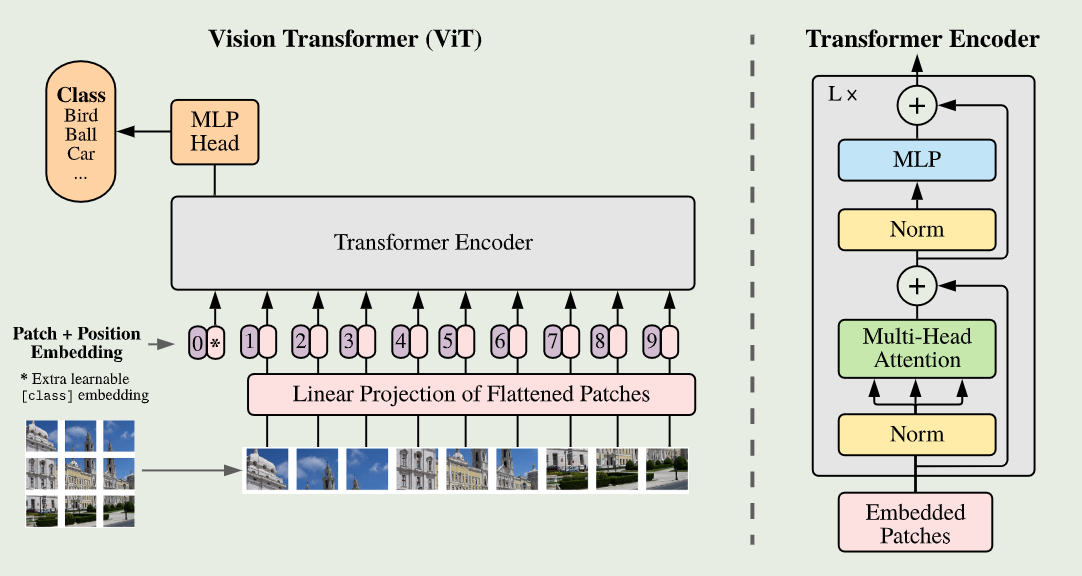 Vision Transformer (ViT)
Class
Bird
Ball
Car
...
MLP
Head
Transformer Encoder
Patch + Position
Embedding
* Extra learnable
[class] embedding
0 *
1
2
3
4
5
6
7
8
9
Linear Projection of Flattened Patches
Transformer Encoder
L ×
+
MLP
Norm
+
Multi-Head
Attention
Norm
Embedded
Patches